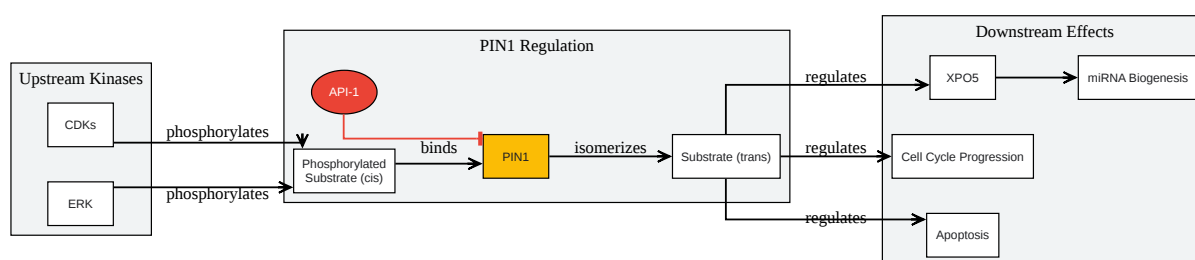 Upstream Kinases
CDKs
ERK
phosphorylates
phosphorylates
PIN1 Regulation
API-1
Phosphorylated
Substrate (cis)
binds
PIN1
isomerizes
Substrate (trans)
regulates
regulates
regulates
Downstream Effects
XPO5
miRNA Biogenesis
Cell Cycle Progression
Apoptosis